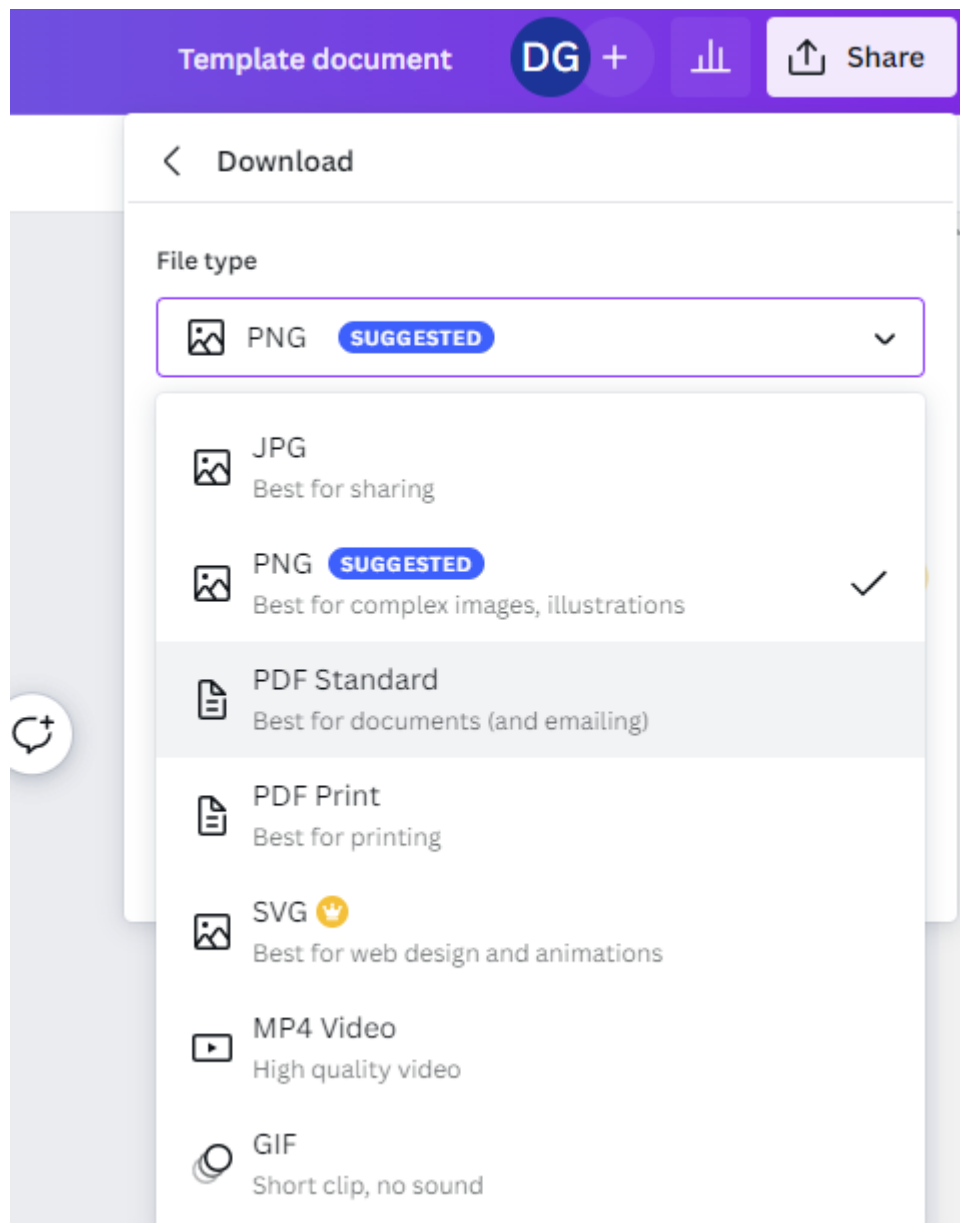 Template document
DG
Share
Download
File type
PNG SUGGESTED
JPG
Best for sharing
PNG SUGGESTED
Best for complex images, illustrations
PDF Standard
Best for documents (and emailing)
PDF Print
Best for printing
SVG
Best for web design and animations
MP4 Video
High quality video
GIF
Short clip, no sound